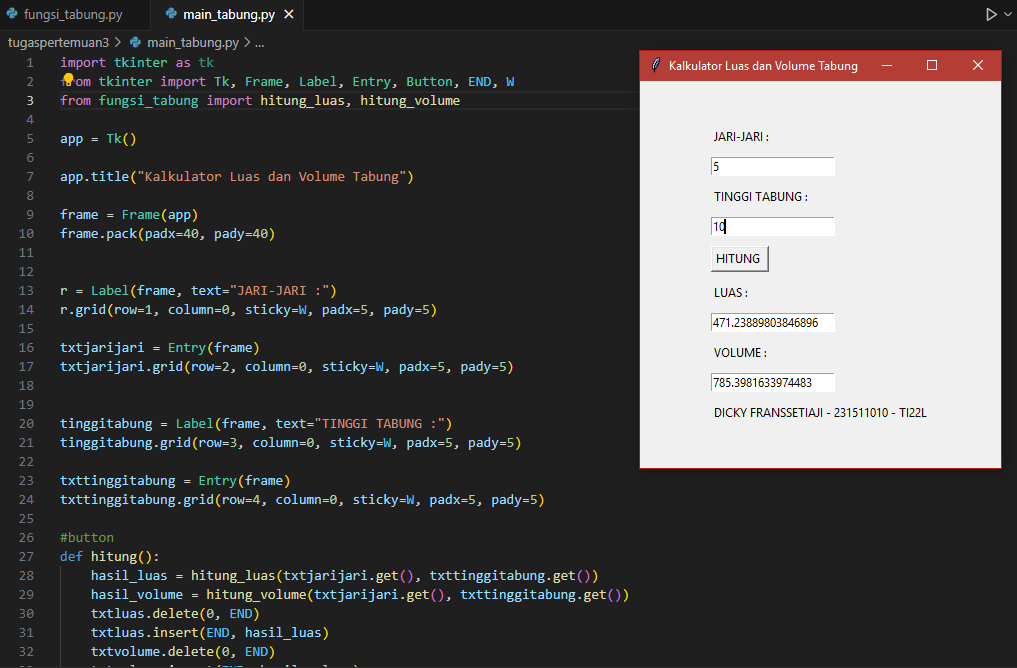 fungsi_tabung.py
main_tabung.py
tugaspertemuan3 > main_tabung.py > ...
1 import tkinter as tk
2 from tkinter import Tk, Frame, Label, Entry, Button, END, W
3 from fungsi_tabung import hitung_luas, hitung_volume
4
5 app = Tk()
6
7 app.title("Kalkulator Luas dan Volume Tabung")
8
9 frame = Frame(app)
10 frame.pack(padx=40, pady=40)
11
12
13 r = Label(frame, text="JARI-JARI :")
14 r.grid(row=1, column=0, sticky=W, padx=5, pady=5)
15
16 txtjarijari = Entry(frame)
17 txtjarijari.grid(row=2, column=0, sticky=W, padx=5, pady=5)
18
19
20 tinggitabung = Label(frame, text="TINGGI TABUNG :")
21 tinggitabung.grid(row=3, column=0, sticky=W, padx=5, pady=5)
22
23 txttinggitabung = Entry(frame)
24 txttinggitabung.grid(row=4, column=0, sticky=W, padx=5, pady=5)
25
26 #button
27 def hitung():
28 hasil_luas = hitung_luas(txtjarijari.get(), txttinggitabung.get())
29 hasil_volume = hitung_volume(txtjarijari.get(), txttinggitabung.get())
30 txtluas.delete(0, END)
31 txtluas.insert(END, hasil_luas)
32 txtvolume.delete(0, END)
Kalkulator Luas dan Volume Tabung
JARI-JARI :
5
TINGGI TABUNG :
10
HITUNG
LUAS :
471.23889803846896
VOLUME :
785.3981633974483
DICKY FRANSSETIAJI - 231511010 - TI22L